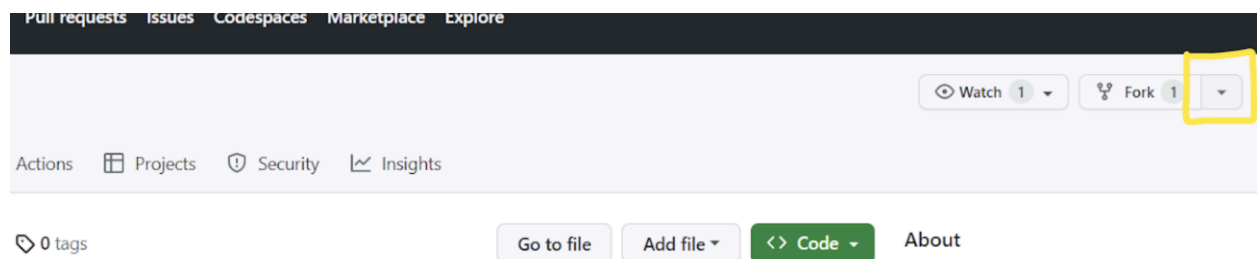 Pull requests Issues Codespaces Marketplace Explore
Watch 1 Fork 1
Actions Projects Security Insights
0 tags Go to file Add file <> Code About